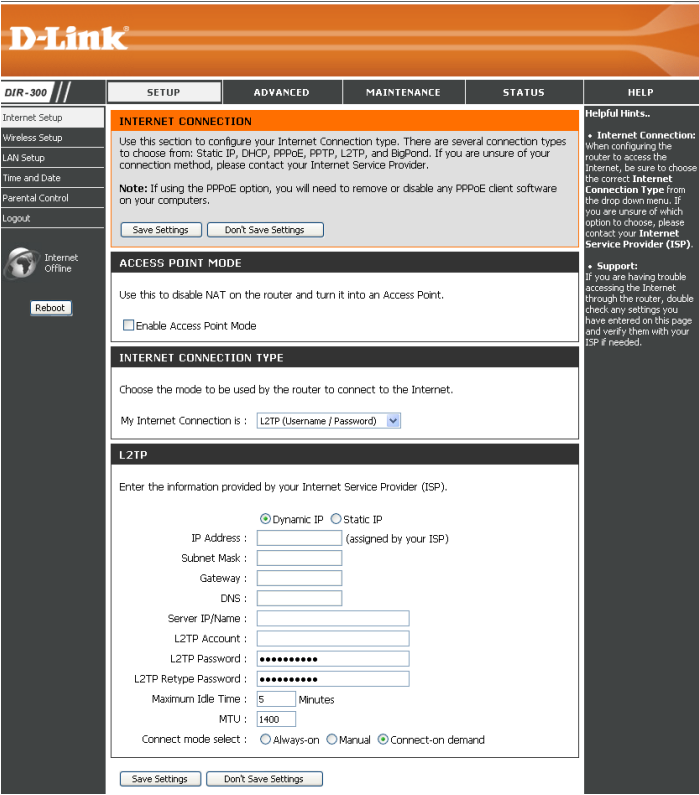 D-Link®
DIR-300
SETUP
ADVANCED
MAINTENANCE
STATUS
HELP
Internet Setup
Wireless Setup
LAN Setup
Time and Date
Parental Control
Logout
Internet
Offline
Reboot
INTERNET CONNECTION
Use this section to configure your Internet Connection type. There are several connection types
to choose from: Static IP, DHCP, PPPoE, PPTP, L2TP, and BigPond. If you are unsure of your
connection method, please contact your Internet Service Provider.
Note: If using the PPPoE option, you will need to remove or disable any PPPoE client software
on your computers.
Save Settings
Don't Save Settings
ACCESS POINT MODE
Use this to disable NAT on the router and turn it into an Access Point.
Enable Access Point Mode
INTERNET CONNECTION TYPE
Choose the mode to be used by the router to connect to the Internet.
My Internet Connection is : L2TP (Username / Password)
L2TP
Enter the information provided by your Internet Service Provider (ISP).
Dynamic IP Static IP
IP Address : (assigned by your ISP)
Subnet Mask :
Gateway :
DNS :
Server IP/Name :
L2TP Account :
L2TP Password : ●●●●●●●●●●
L2TP Retype Password : ●●●●●●●●●●
Maximum Idle Time : 5 Minutes
MTU : 1400
Connect mode select : Always-on Manual Connect-on demand
Save Settings
Don't Save Settings
Helpful Hints..
• Internet Connection:
When configuring the
router to access the
Internet, be sure to choose
the correct Internet
Connection Type from
the drop down menu. If
you are unsure of which
option to choose, please
contact your Internet
Service Provider (ISP).
• Support:
If you are having trouble
accessing the Internet
through the router, double
check any settings you
have entered on this page
and verify them with your
ISP if needed.